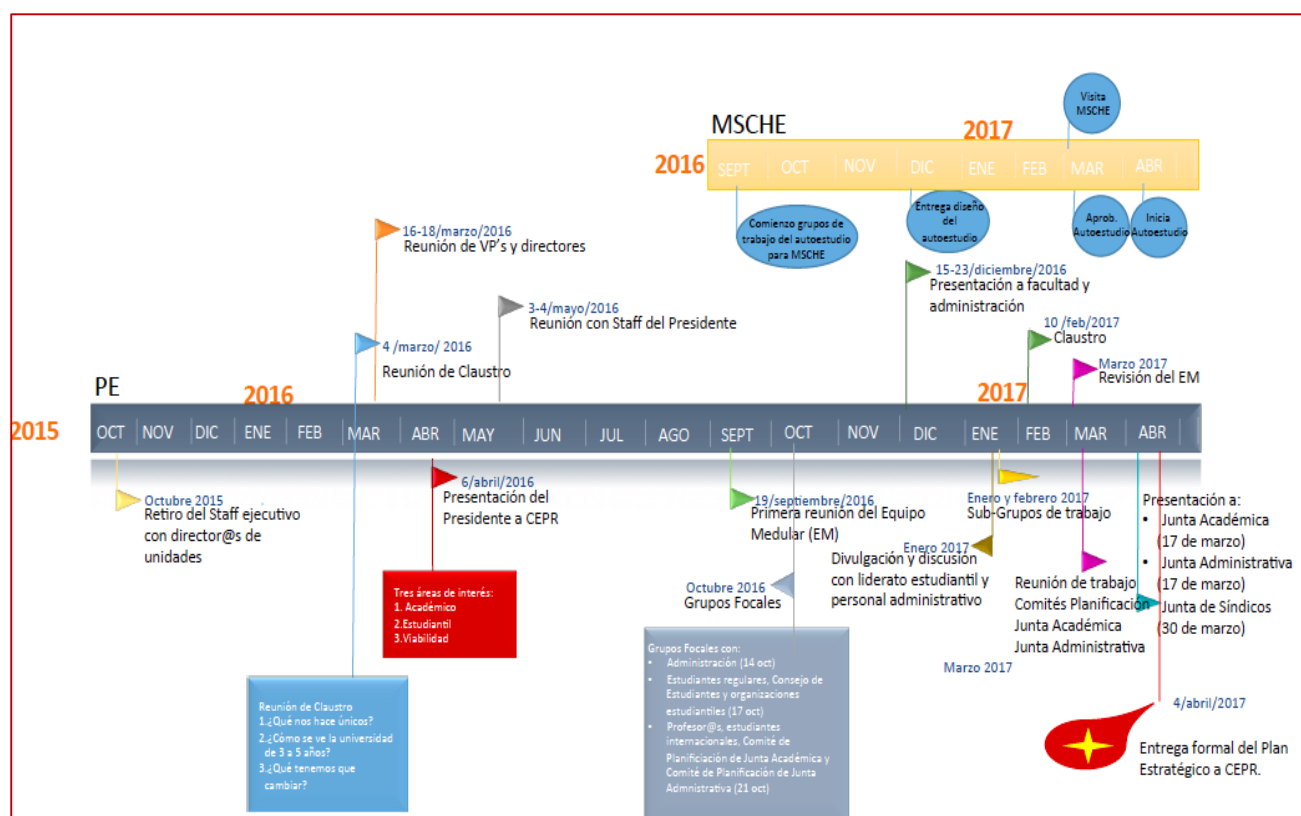 Visita
MSCHE
MSCHE
2017
2016
SEPT OCT NOV DIC ENE FEB MAR ABR
Comienzo grupos de
trabajo del autoestudio
para MSCHE
Entrega diseño
del
autoestudio
Aprob.
Autoestudio
Inicia
Autoestudio
16-18/marzo/2016
Reunión de VP's y directores
3-4/mayo/2016
Reunión con Staff del Presidente
4 /marzo/ 2016
Reunión de Claustro
15-23/diciembre/2016
Presentación a facultad y
administración
10 /feb/2017
Claustro
Marzo 2017
Revisión del EM
PE
2016
2017
2015
OCT NOV DIC ENE FEB MAR ABR MAY JUN JUL AGO SEPT OCT NOV DIC ENE FEB MAR ABR
Octubre 2015
Retiro del Staff ejecutivo
con director@s de
unidades
6/abril/2016
Presentación del
Presidente a CEPR
Tres áreas de interés:
1. Académico
2.Estudiantil
3.Viabilidad
Reunión de Claustro
1.¿Qué nos hace únicos?
2.¿Cómo se ve la universidad
de 3 a 5 años?
3.¿Qué tenemos que
cambiar?
19/septiembre/2016
Primera reunión del Equipo
Medular (EM)
Octubre 2016
Grupos Focales
Grupos Focales con:
• Administración (14 oct)
• Estudiantes regulares, Consejo de
Estudiantes y organizaciones
estudiantiles (17 oct)
• Profesor@s, estudiantes
internacionales, Comité de
Planificiación de Junta Académica y
Comité de Planificación de Junta
Admnistrativa (21 oct)
Enero 2017
Divulgación y discusión
con liderato estudiantil y
personal administrativo
Enero y febrero 2017
Sub-Grupos de trabajo
Reunión de trabajo
Comités Planificación
Junta Académica
Junta Administrativa
Marzo 2017
Presentación a:
• Junta Académica
(17 de marzo)
• Junta Administrativa
(17 de marzo)
• Junta de Síndicos
(30 de marzo)
4/abril/2017
Entrega formal del Plan
Estratégico a CEPR.